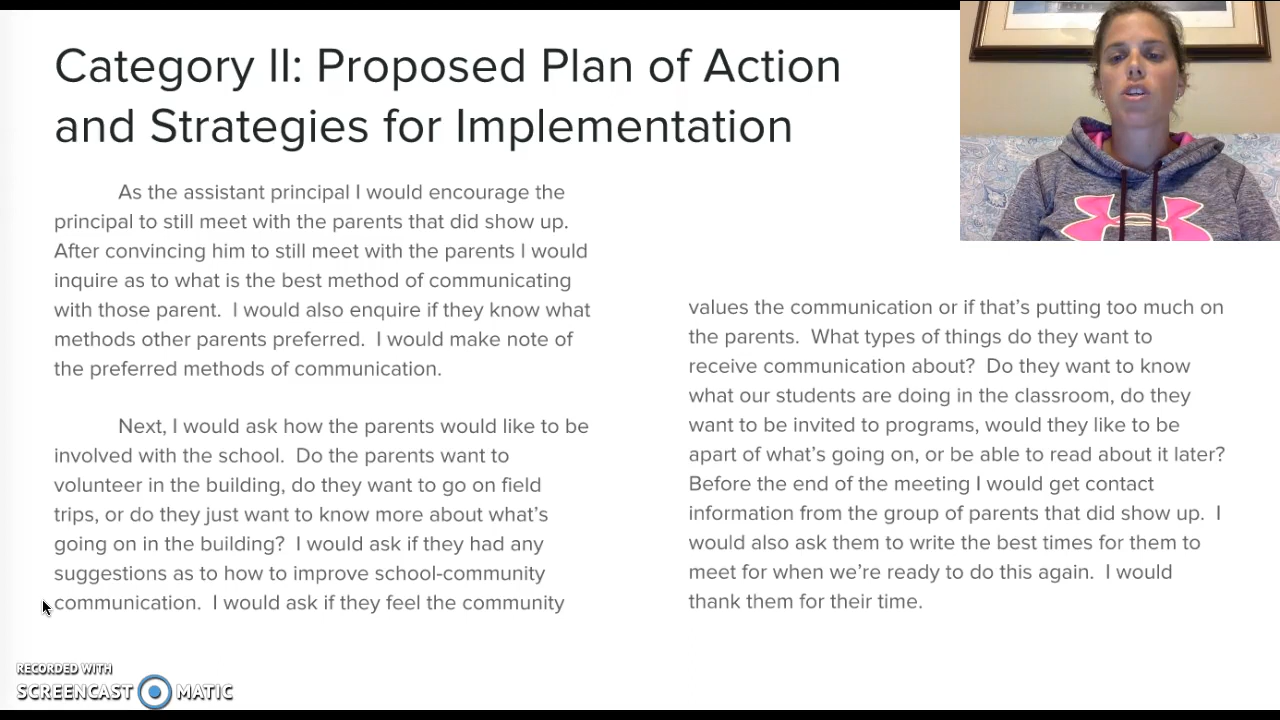 Category II: Proposed Plan of Action
and Strategies for Implementation
As the assistant principal I would encourage the
principal to still meet with the parents that did show up.
After convincing him to still meet with the parents I would
inquire as to what is the best method of communicating
with those parent.  I would also enquire if they know what
methods other parents preferred.  I would make note of
the preferred methods of communication.
Next, I would ask how the parents would like to be
involved with the school.  Do the parents want to
volunteer in the building, do they want to go on field
trips, or do they just want to know more about what's
going on in the building?  I would ask if they had any
suggestions as to how to improve school-community
communication.  I would ask if they feel the community
values the communication or if that's putting too much on
the parents.  What types of things do they want to
receive communication about?  Do they want to know
what our students are doing in the classroom, do they
want to be invited to programs, would they like to be
apart of what's going on, or be able to read about it later?
Before the end of the meeting I would get contact
information from the group of parents that did show up.  I
would also ask them to write the best times for them to
meet for when we're ready to do this again.  I would
thank them for their time.
RECORDED WITH
SCREENCAST MATIC